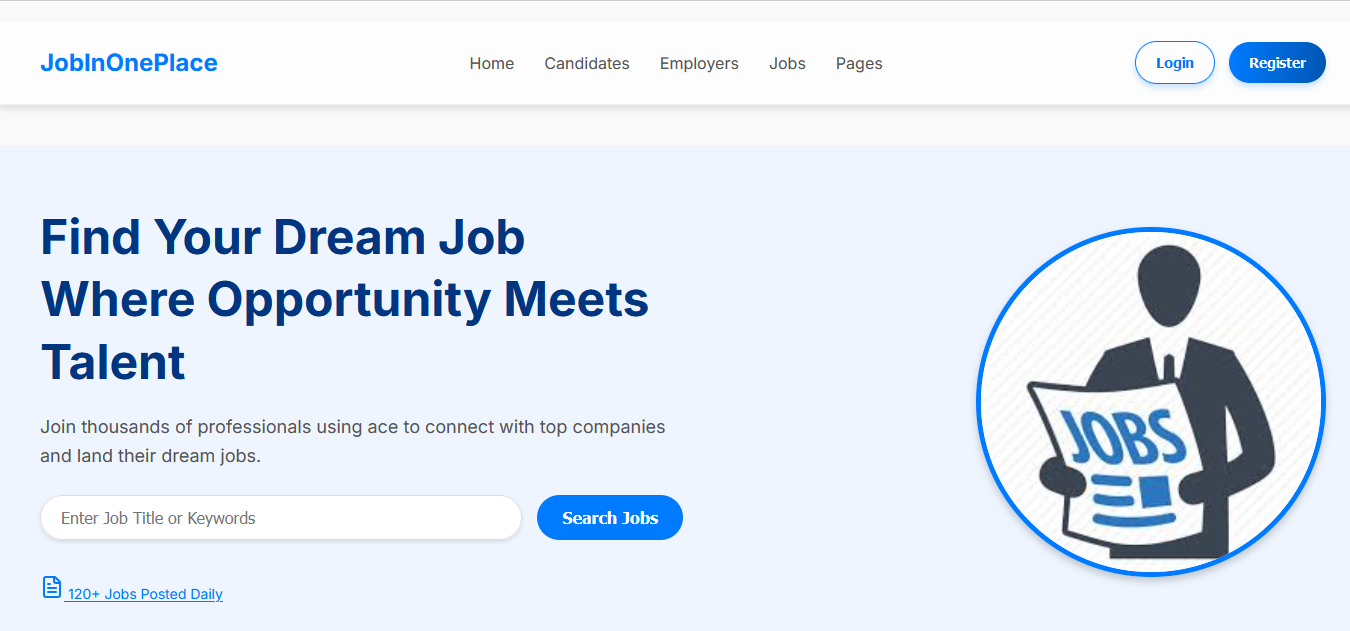 JobInOnePlace
Home Candidates Employers Jobs Pages
Login Register
Find Your Dream Job
Where Opportunity Meets
Talent
Join thousands of professionals using ace to connect with top companies
and land their dream jobs.
Enter Job Title or Keywords
Search Jobs
120+ Jobs Posted Daily
JOBS